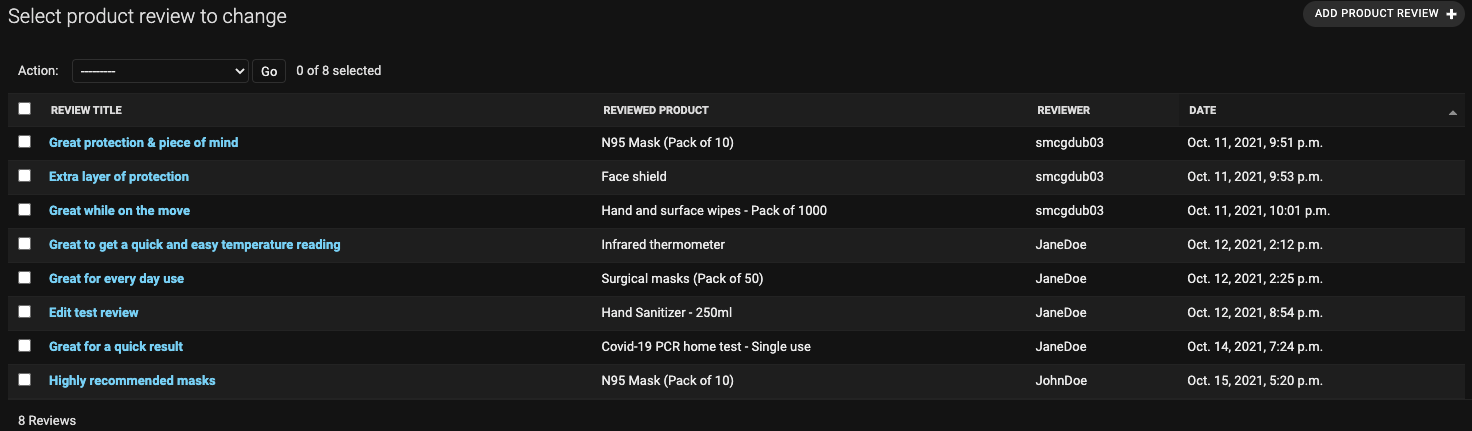 Select product review to change
ADD PRODUCT REVIEW +
Action: --------- Go 0 of 8 selected
REVIEW TITLE REVIEWED PRODUCT REVIEWER DATE
Great protection & piece of mind N95 Mask (Pack of 10) smcgdub03 Oct. 11, 2021, 9:51 p.m.
Extra layer of protection Face shield smcgdub03 Oct. 11, 2021, 9:53 p.m.
Great while on the move Hand and surface wipes - Pack of 1000 smcgdub03 Oct. 11, 2021, 10:01 p.m.
Great to get a quick and easy temperature reading Infrared thermometer JaneDoe Oct. 12, 2021, 2:12 p.m.
Great for every day use Surgical masks (Pack of 50) JaneDoe Oct. 12, 2021, 2:25 p.m.
Edit test review Hand Sanitizer - 250ml JaneDoe Oct. 12, 2021, 8:54 p.m.
Great for a quick result Covid-19 PCR home test - Single use JaneDoe Oct. 14, 2021, 7:24 p.m.
Highly recommended masks N95 Mask (Pack of 10) JohnDoe Oct. 15, 2021, 5:20 p.m.
8 Reviews